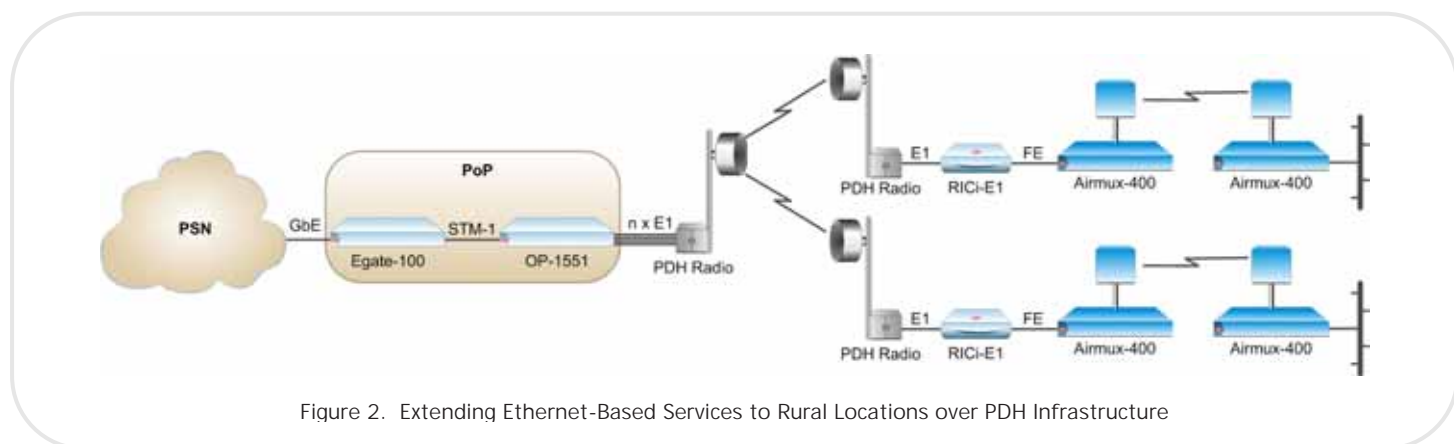 PoP
PSN
GbE
Egate-100
STM-1
OP-1551
n x E1
PDH Radio
PDH Radio
E1
RICi-E1
FE
Airmux-400
Airmux-400
PDH Radio
E1
RICi-E1
FE
Airmux-400
Airmux-400
Figure 2. Extending Ethernet-Based Services to Rural Locations over PDH Infrastructure